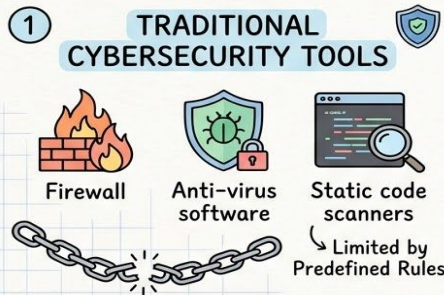 1
TRADITIONAL
CYBERSECURITY TOOLS
Firewall
Anti-virus
software
Static code
scanners
Limited by
Predefined Rules